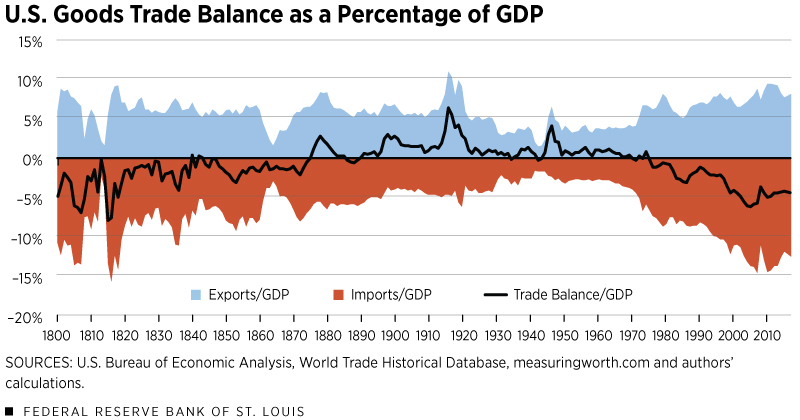 U.S. Goods Trade Balance as a Percentage of GDP
15%
10%
5%
0%
−5%
−10%
−15%
−20%
Exports/GDP Imports/GDP Trade Balance/GDP
1800 1810 1820 1830 1840 1850 1860 1870 1880 1890 1900 1910 1920 1930 1940 1950 1960 1970 1980 1990 2000 2010
SOURCES: U.S. Bureau of Economic Analysis, World Trade Historical Database, measuringworth.com and authors’
calculations.
FEDERAL RESERVE BANK OF ST. LOUIS